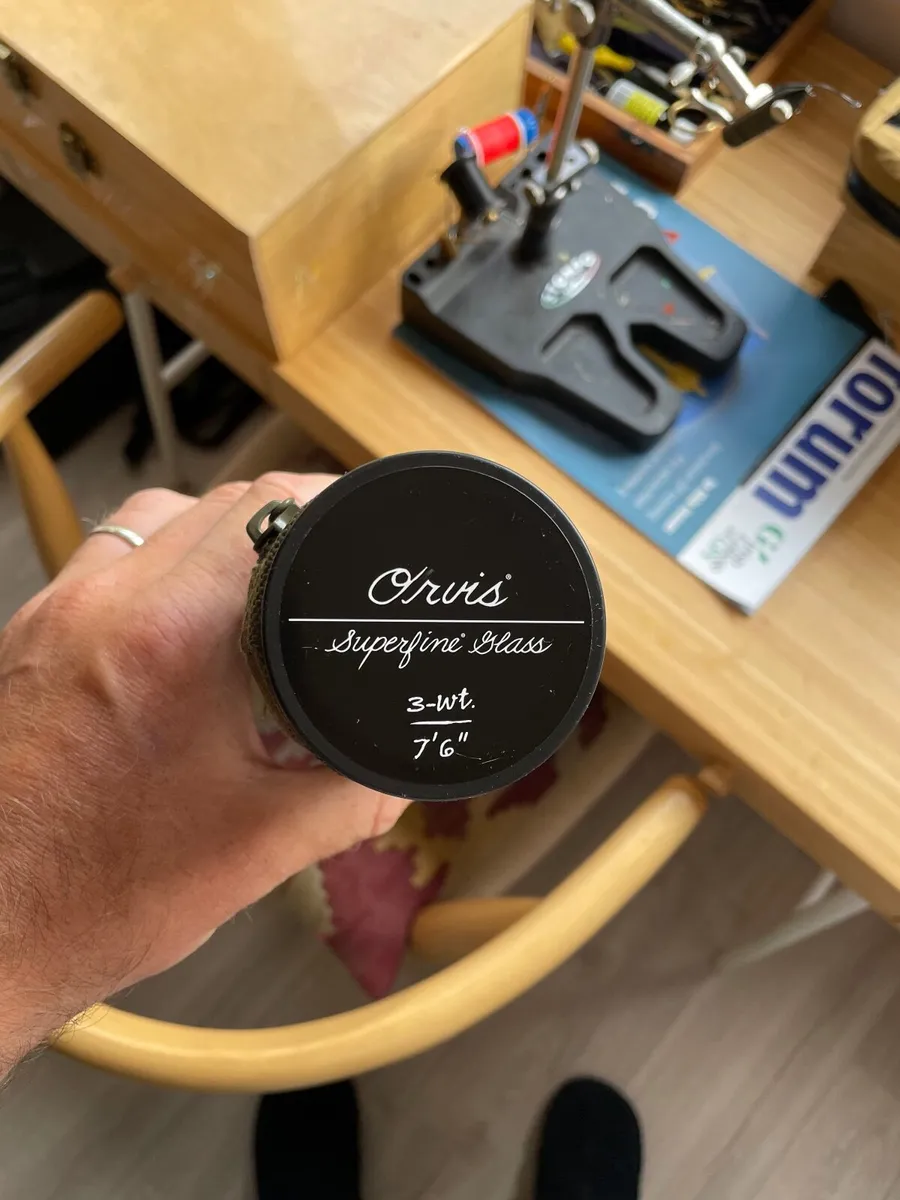 Orvis®
Superfine® Glass
3-wt.
7'6"
forum